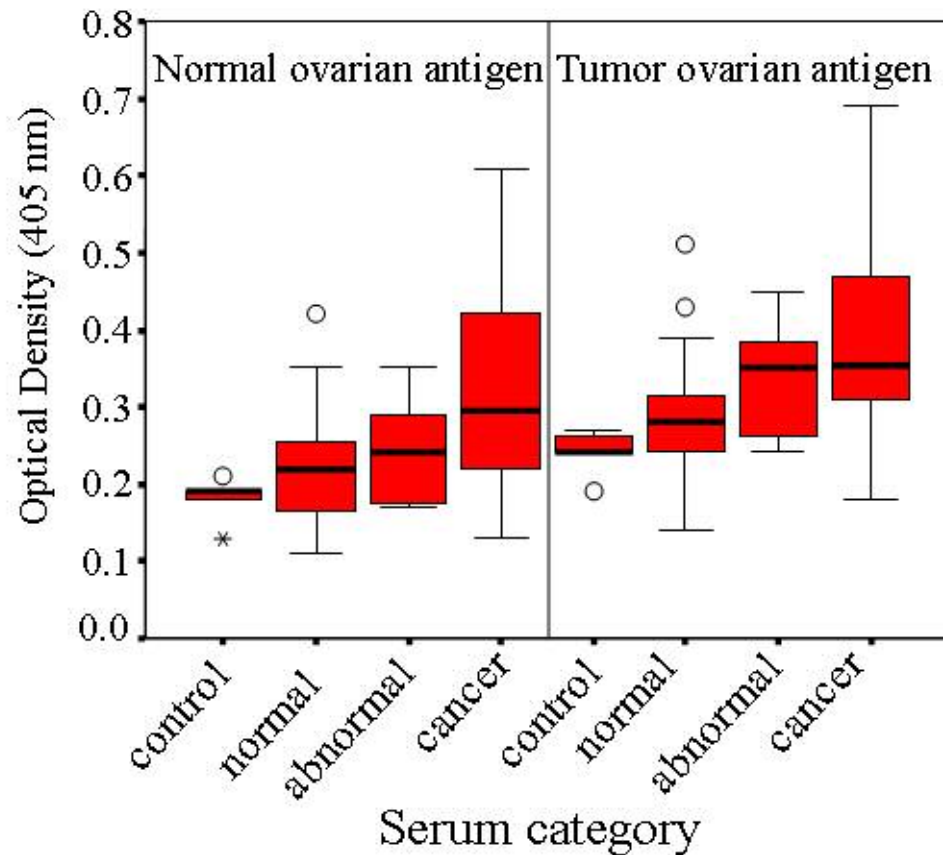 Optical Density (405 nm)
0.8
0.7
0.6
0.5
0.4
0.3
0.2
0.1
0.0
Normal ovarian antigen
Tumor ovarian antigen
control
normal
abnormal
cancer
control
normal
abnormal
cancer
Serum category